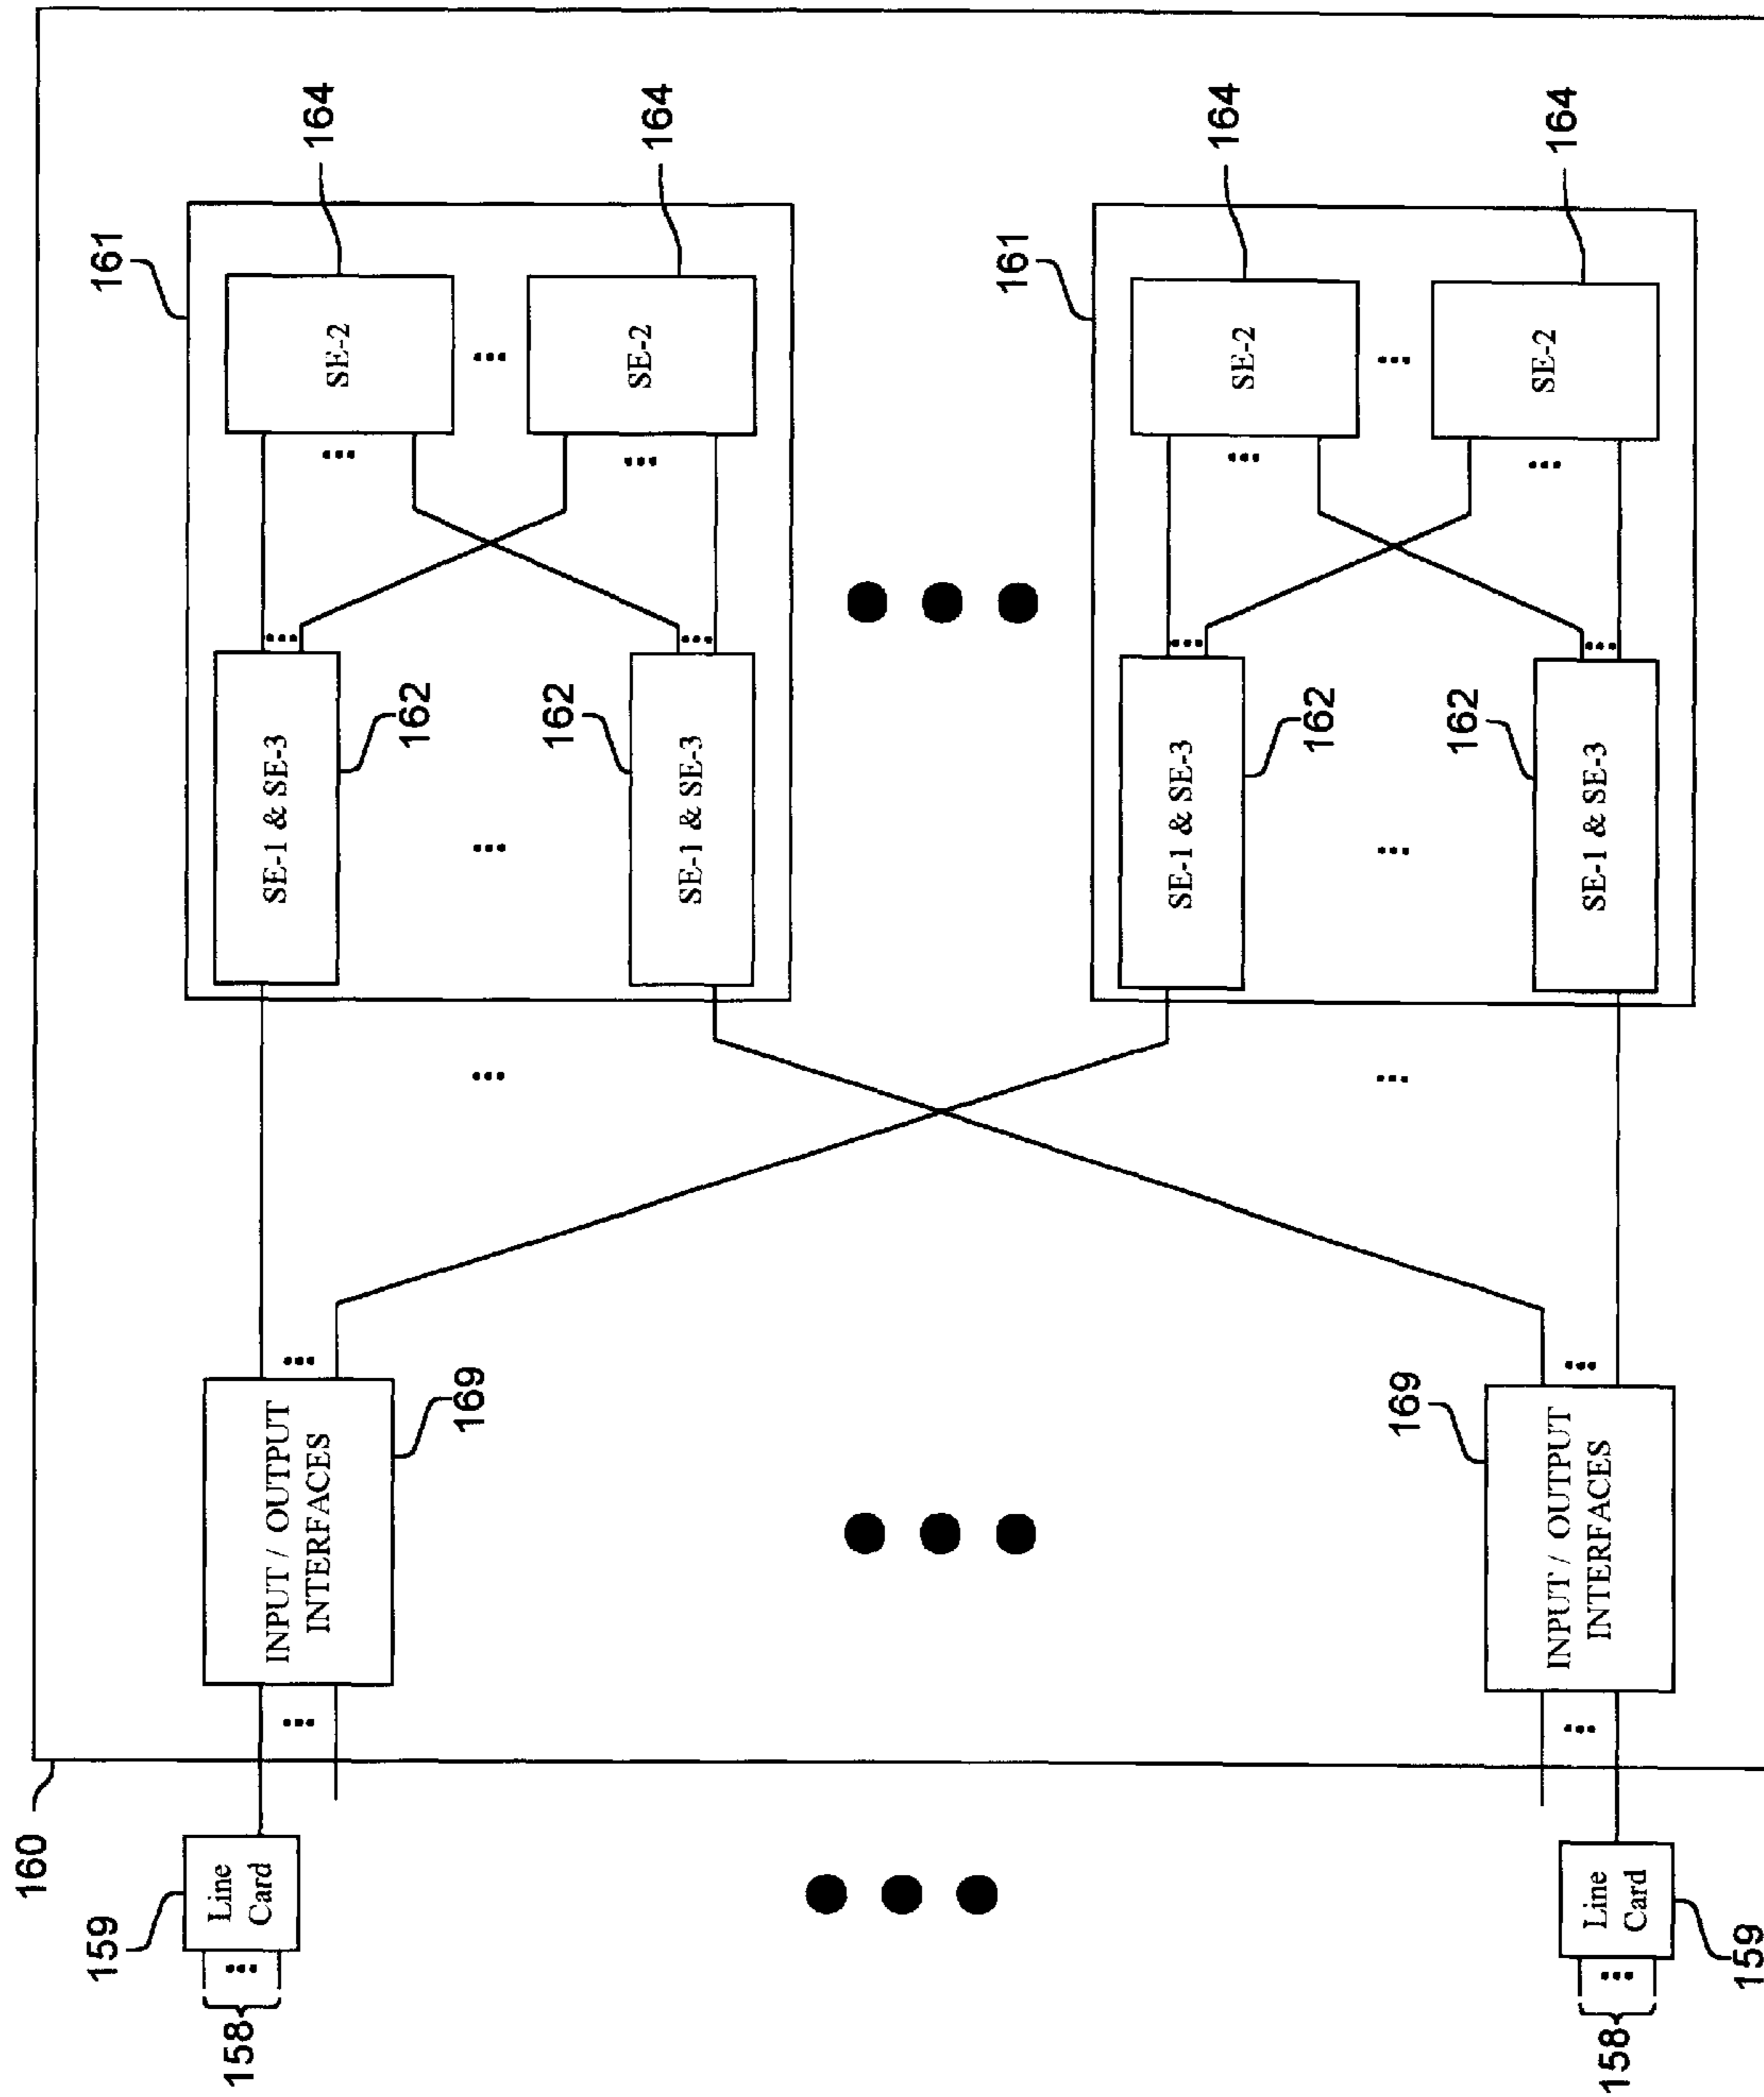 160
159
161
Line
Card
158
INPUT / OUTPUT
INTERFACES
SE-1 & SE-3
SE-2
164
162
169
162
SE-2
164
SE-1 & SE-3
161
SE-1 & SE-3
SE-2
164
162
169
162
INPUT / OUTPUT
INTERFACES
SE-1 & SE-3
SE-2
164
Line
Card
158
159